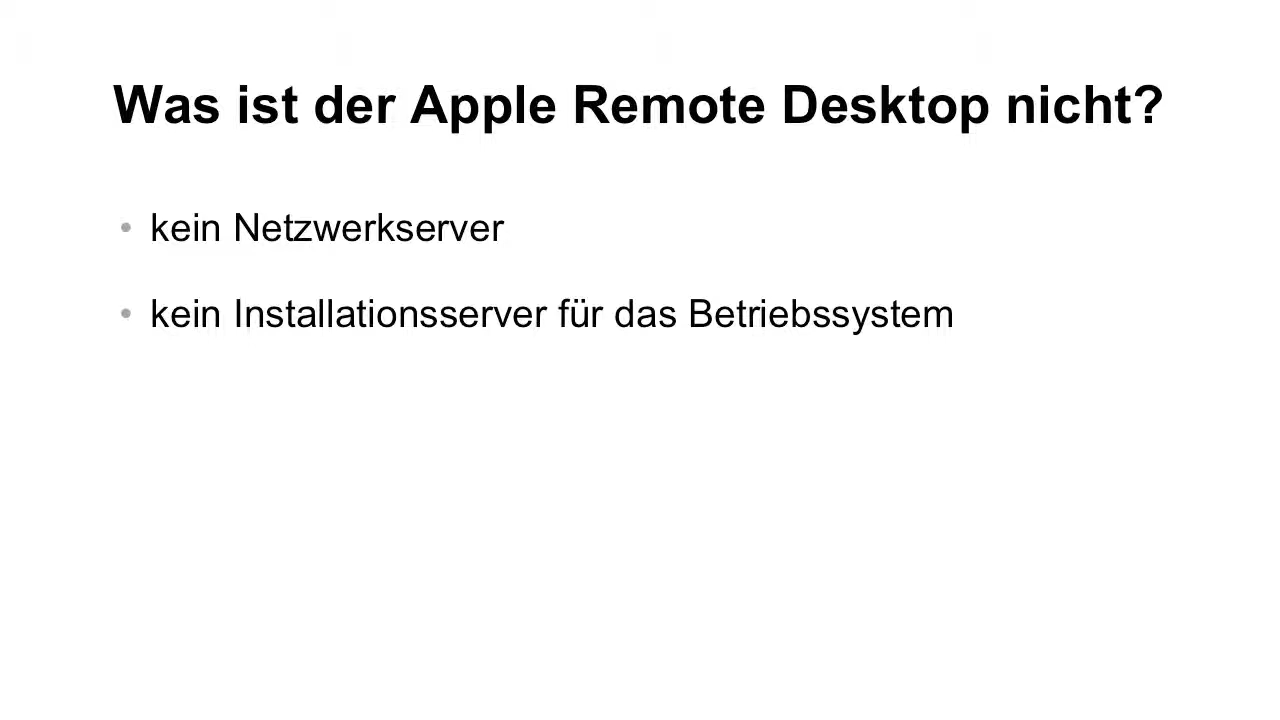 Was ist der Apple Remote Desktop nicht?
• kein Netzwerkserver
• kein Installationsserver für das Betriebssystem